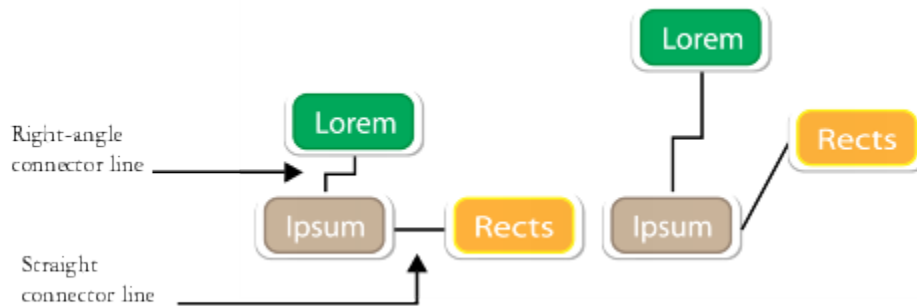 Lorem
Lorem
Right-angle
connector line
Rects
Ipsum
Rects
Ipsum
Straight
connector line